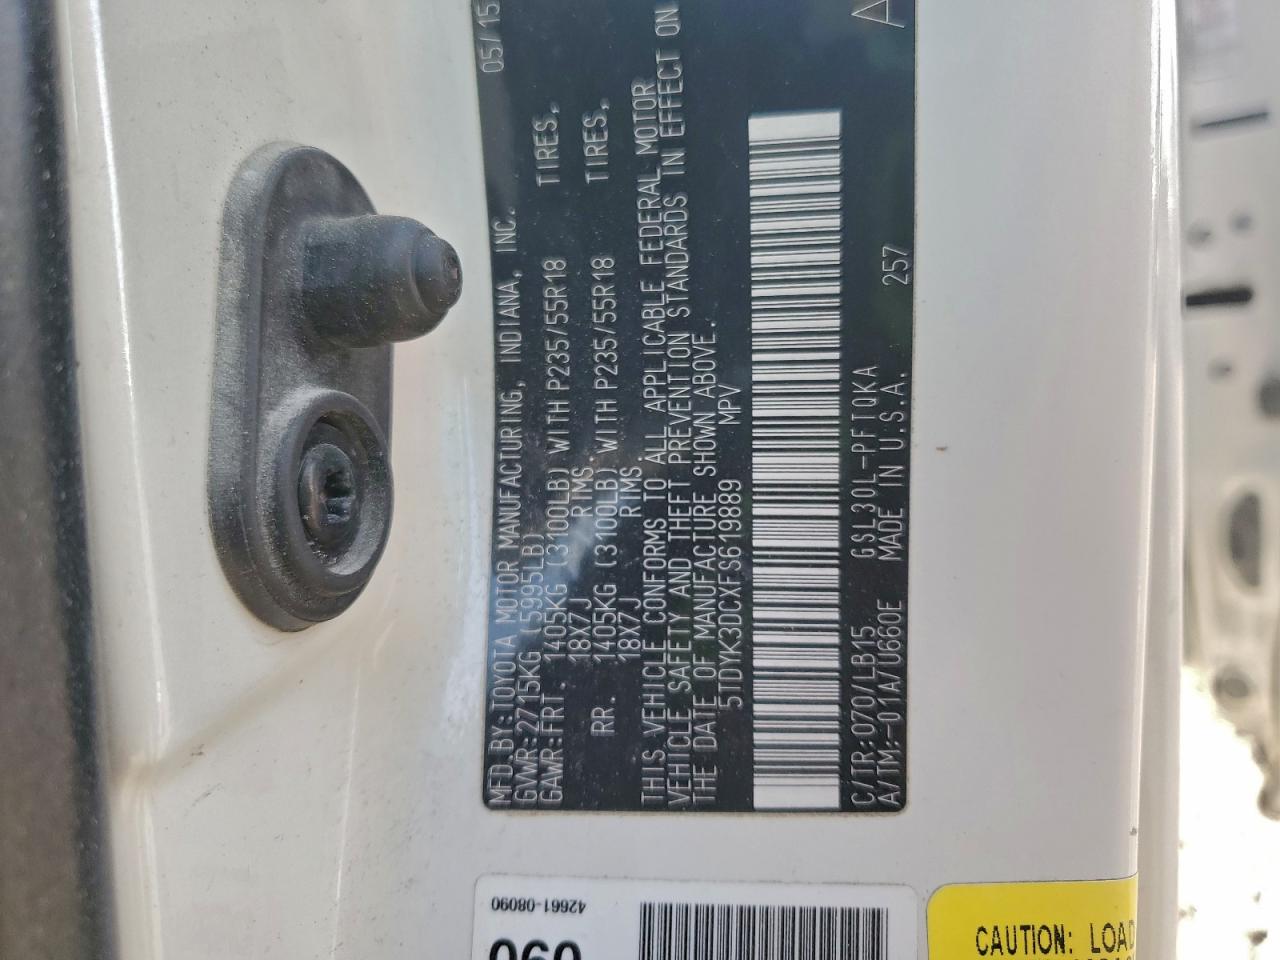 MFD.BY:TOYOTA MOTOR MANUFACTURING, INDIANA, INC. 05/15
GVWR:2715KG (5995LB)
GAWR:FRT. 1405KG (3100LB) WITH P235/55R18 TIRES,
18X7J RIMS.
RR. 1405KG (3100LB) WITH P235/55R18 TIRES,
18X7J RIMS.
THIS VEHICLE CONFORMS TO ALL APPLICABLE FEDERAL MOTOR
VEHICLE SAFETY AND THEFT PREVENTION STANDARDS IN EFFECT ON
THE DATE OF MANUFACTURE SHOWN ABOVE.
5TDYK3DCXFS619889 MPV
C/TR:070/LB15 GSL30L-PFTQKA 257
A/TM:-01A/U660E MADE IN U.S.A. A
42661-08090
090
CAUTION: LOAD